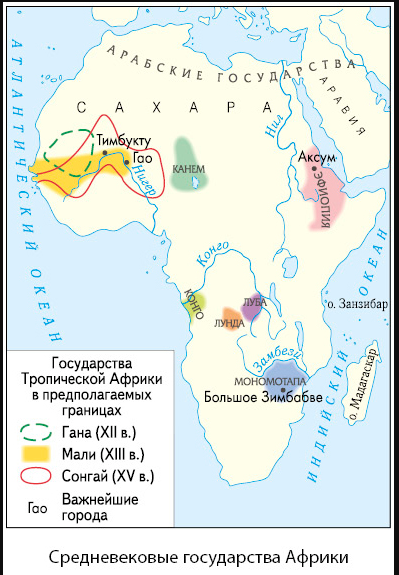 АТЛАНТИЧЕСКИЙ ОКЕАН
АРАБСКИЕ ГОСУДАРСТВА
АРАВИЯ
САХАРА
Нил
Тимбукту
Гао
Нигер
КАНЕМ
Аксум
ЭФИОПИЯ
Конго
КОНГО
ЛУНДА
ЛУБА
о. Занзибар
ИНДИЙСКИЙ ОКЕАН
Замбези
МОНОМОТАПА
Большое Зимбабве
о. Мадагаскар
Государства
Тропической Африки
в предполагаемых
границах
Гана (XII в.)
Мали (XIII в.)
Сонгай (XV в.)
Гао Важнейшие
города
Средневековые государства Африки